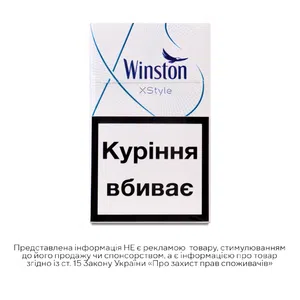 Winston
XStyle
Куріння
вбиває
Представлена інформація НЕ є рекламою товару, стимулюванням
до його продажу чи спонсорством, а є інформацією про товар
згідно із ст. 15 Закону України «Про захист прав споживачів»